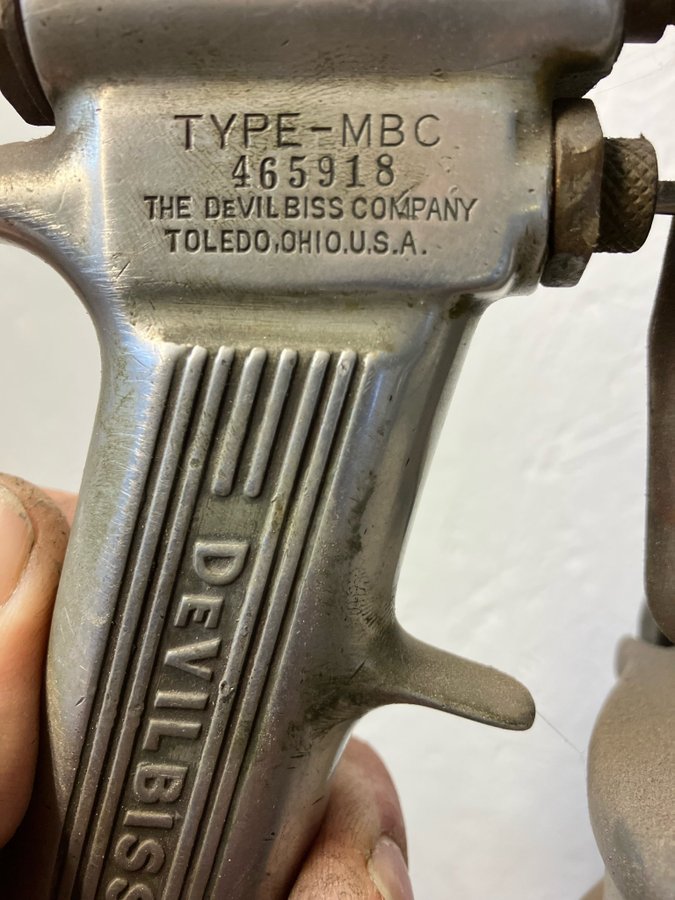 TYPE-MBC
465918
THE DEVILBISS COMPANY
TOLEDO, OHIO. U.S.A.
DEVILBISS